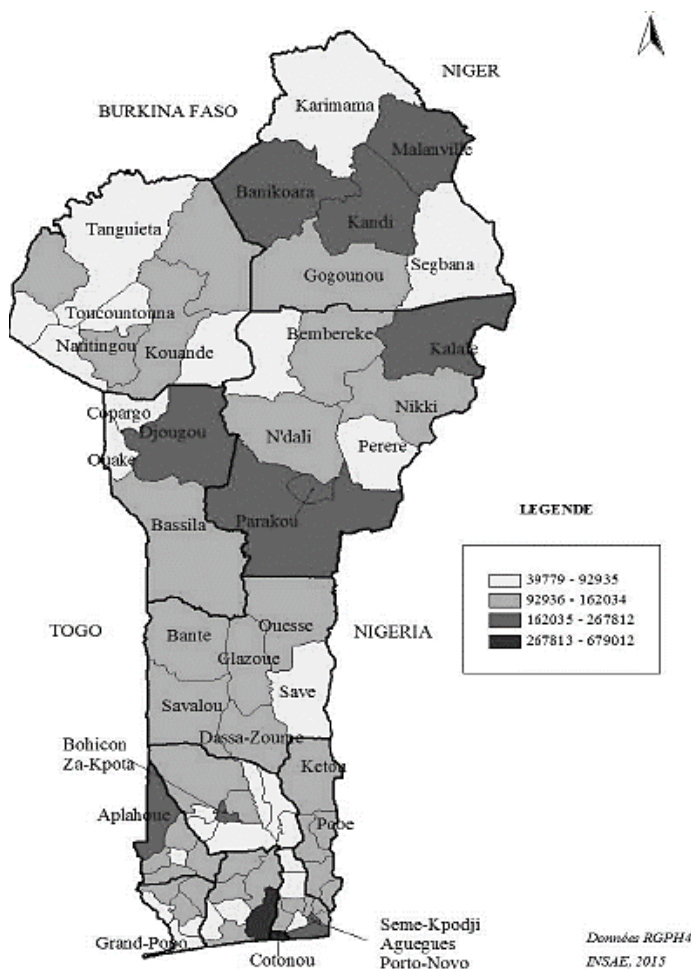 NIGER
Karimama
BURKINA FASO
Malanville
Banikoara
Kandi
Tanguieta
Segbana
Gogounou
Toucountouna
Bembereke
Natitingou
Kouande
Kalale
Copargo
Nikki
Djougou
N'dali
Perere
Ouake
Parakou
Bassila
LEGENDE
39779 - 92935
92936 - 162034
162035 - 267812
267813 - 679012
TOGO
Bante
Ouesse
NIGERIA
Glazoue
Save
Savalou
Dassa-Zoume
Bohicon
Za-Kpota
Ketou
Aplahoue
Pobe
Seme-Kpodji
Aguegues
Porto-Novo
Grand-Popo
Cotonou
Données RGPH4
INSAE, 2015